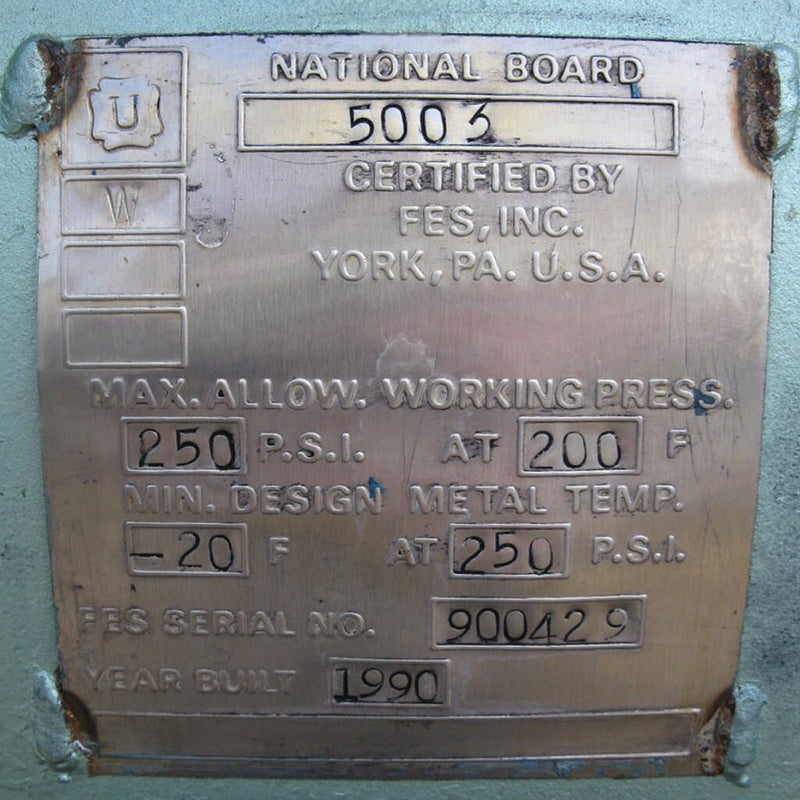 U
NATIONAL BOARD
5003
W
CERTIFIED BY
FES, INC.
YORK, PA. U.S.A.
MAX. ALLOW. WORKING PRESS.
250 P.S.I. AT 200 F
MIN. DESIGN METAL TEMP.
-20 F AT 250 P.S.I.
FES SERIAL NO. 900429
YEAR BUILT 1990